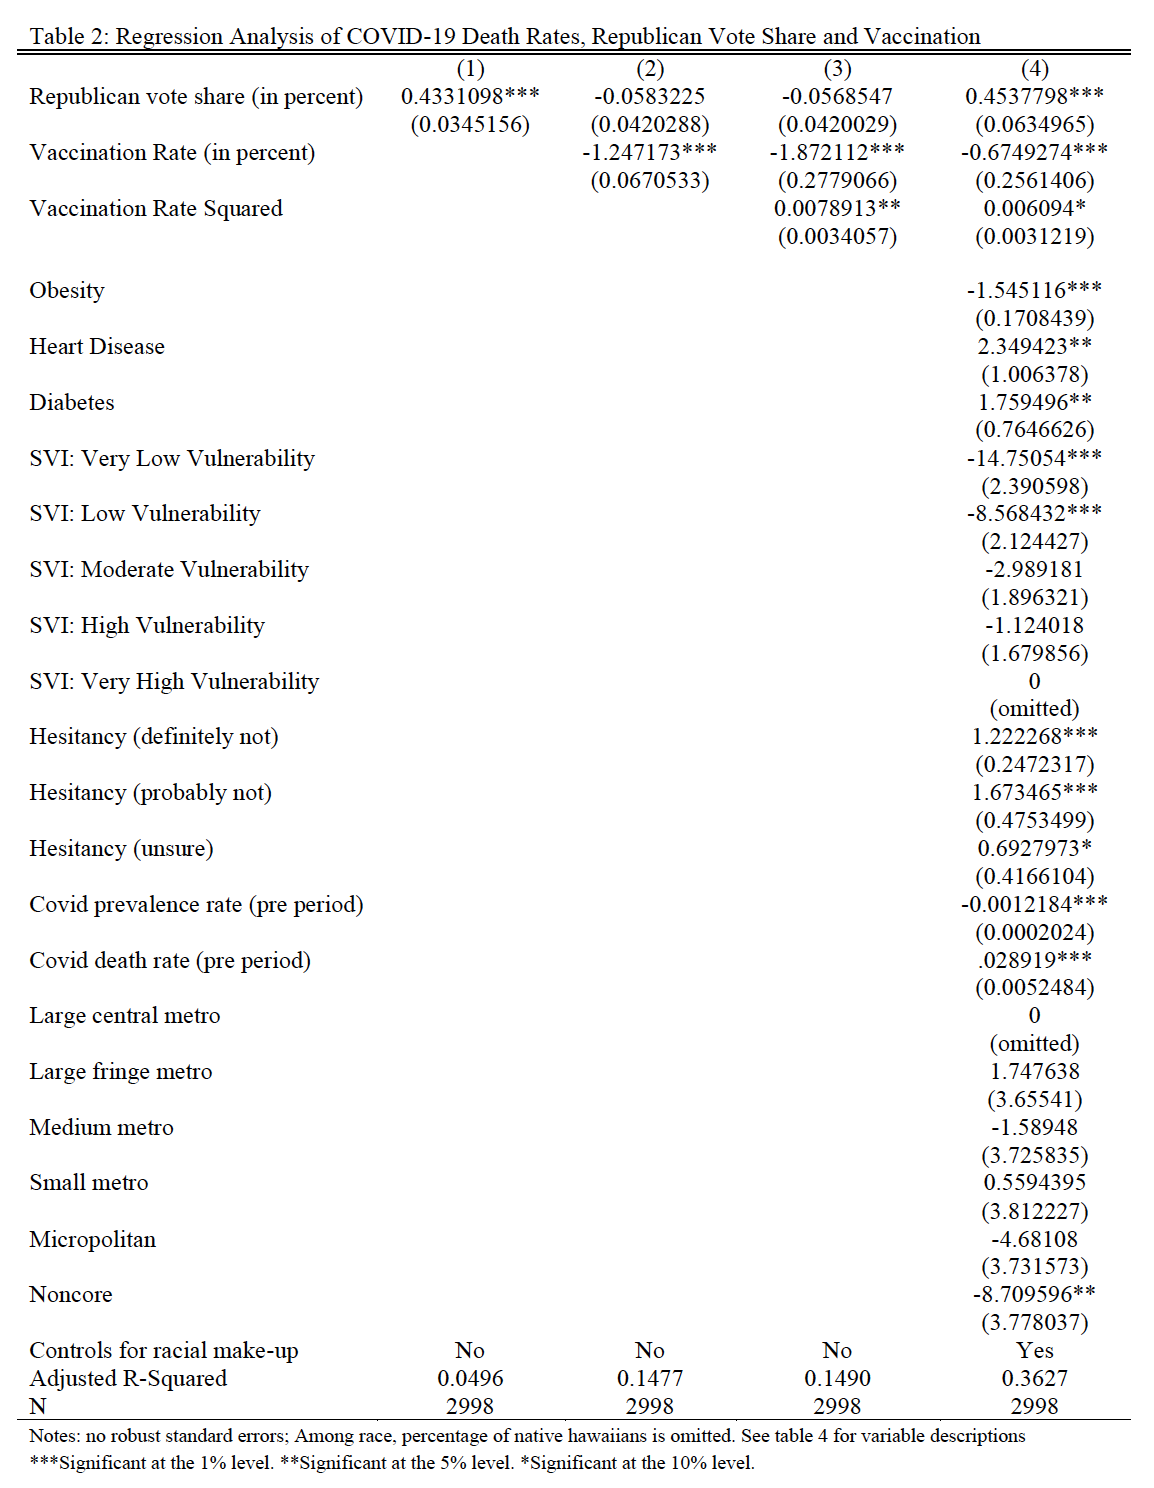 Table 2: Regression Analysis of COVID-19 Death Rates, Republican Vote Share and Vaccination
(1) (2) (3) (4)
Republican vote share (in percent) 0.4331098*** -0.0583225 -0.0568547 0.4537798***
(0.0345156) (0.0420288) (0.0420029) (0.0634965)
Vaccination Rate (in percent) -1.247173*** -1.872112*** -0.6749274***
(0.0670533) (0.2779066) (0.2561406)
Vaccination Rate Squared 0.0078913** 0.006094*
(0.0034057) (0.0031219)
Obesity -1.545116***
(0.1708439)
Heart Disease 2.349423**
(1.006378)
Diabetes 1.759496**
(0.7646626)
SVI: Very Low Vulnerability -14.75054***
(2.390598)
SVI: Low Vulnerability -8.568432***
(2.124427)
SVI: Moderate Vulnerability -2.989181
(1.896321)
SVI: High Vulnerability -1.124018
(1.679856)
SVI: Very High Vulnerability 0
(omitted)
Hesitancy (definitely not) 1.222268***
(0.2472317)
Hesitancy (probably not) 1.673465***
(0.4753499)
Hesitancy (unsure) 0.6927973*
(0.4166104)
Covid prevalence rate (pre period) -0.0012184***
(0.0002024)
Covid death rate (pre period) .028919***
(0.0052484)
Large central metro 0
(omitted)
Large fringe metro 1.747638
(3.65541)
Medium metro -1.58948
(3.725835)
Small metro 0.5594395
(3.812227)
Micropolitan -4.68108
(3.731573)
Noncore -8.709596**
(3.778037)
Controls for racial make-up No No No Yes
Adjusted R-Squared 0.0496 0.1477 0.1490 0.3627
N 2998 2998 2998 2998
Notes: no robust standard errors; Among race, percentage of native hawaiians is omitted. See table 4 for variable descriptions
***Significant at the 1% level. **Significant at the 5% level. *Significant at the 10% level.